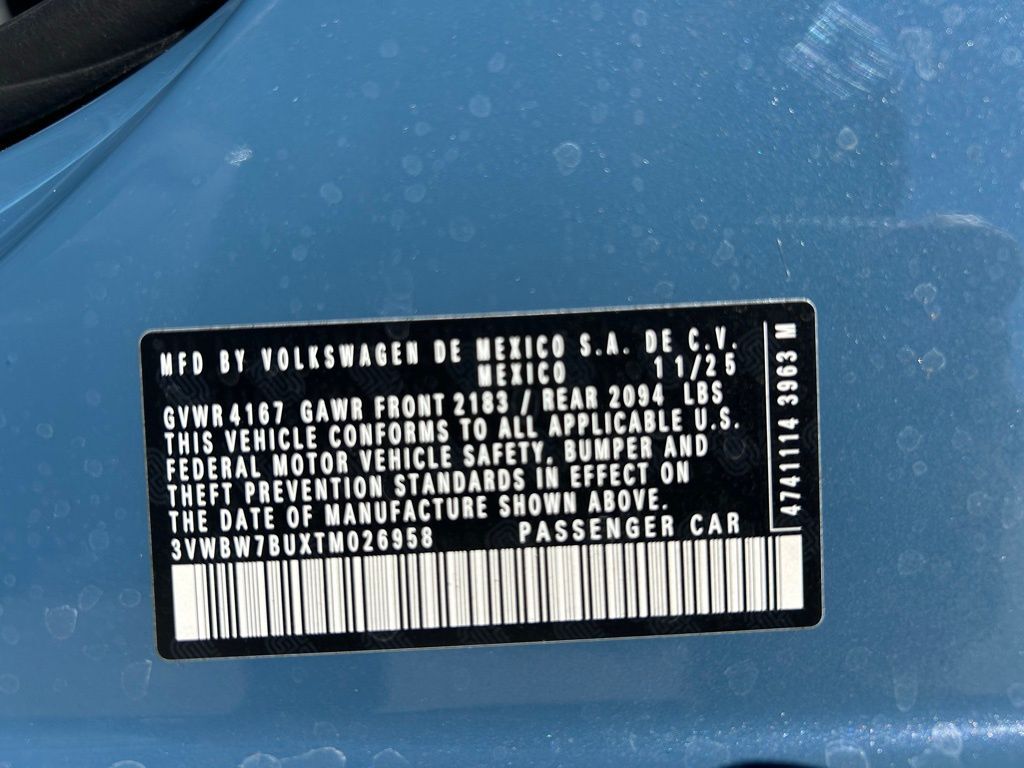 MFD BY VOLKSWAGEN DE MEXICO S.A. DE C.V.
MEXICO 11/25
GVWR 4167 GAWR FRONT 2183 / REAR 2094 LBS
THIS VEHICLE CONFORMS TO ALL APPLICABLE U.S.
FEDERAL MOTOR VEHICLE SAFETY, BUMPER AND
THEFT PREVENTION STANDARDS IN EFFECT ON
THE DATE OF MANUFACTURE SHOWN ABOVE.
3VWBW7BUXTM026958 PASSENGER CAR
4741114 3963 M